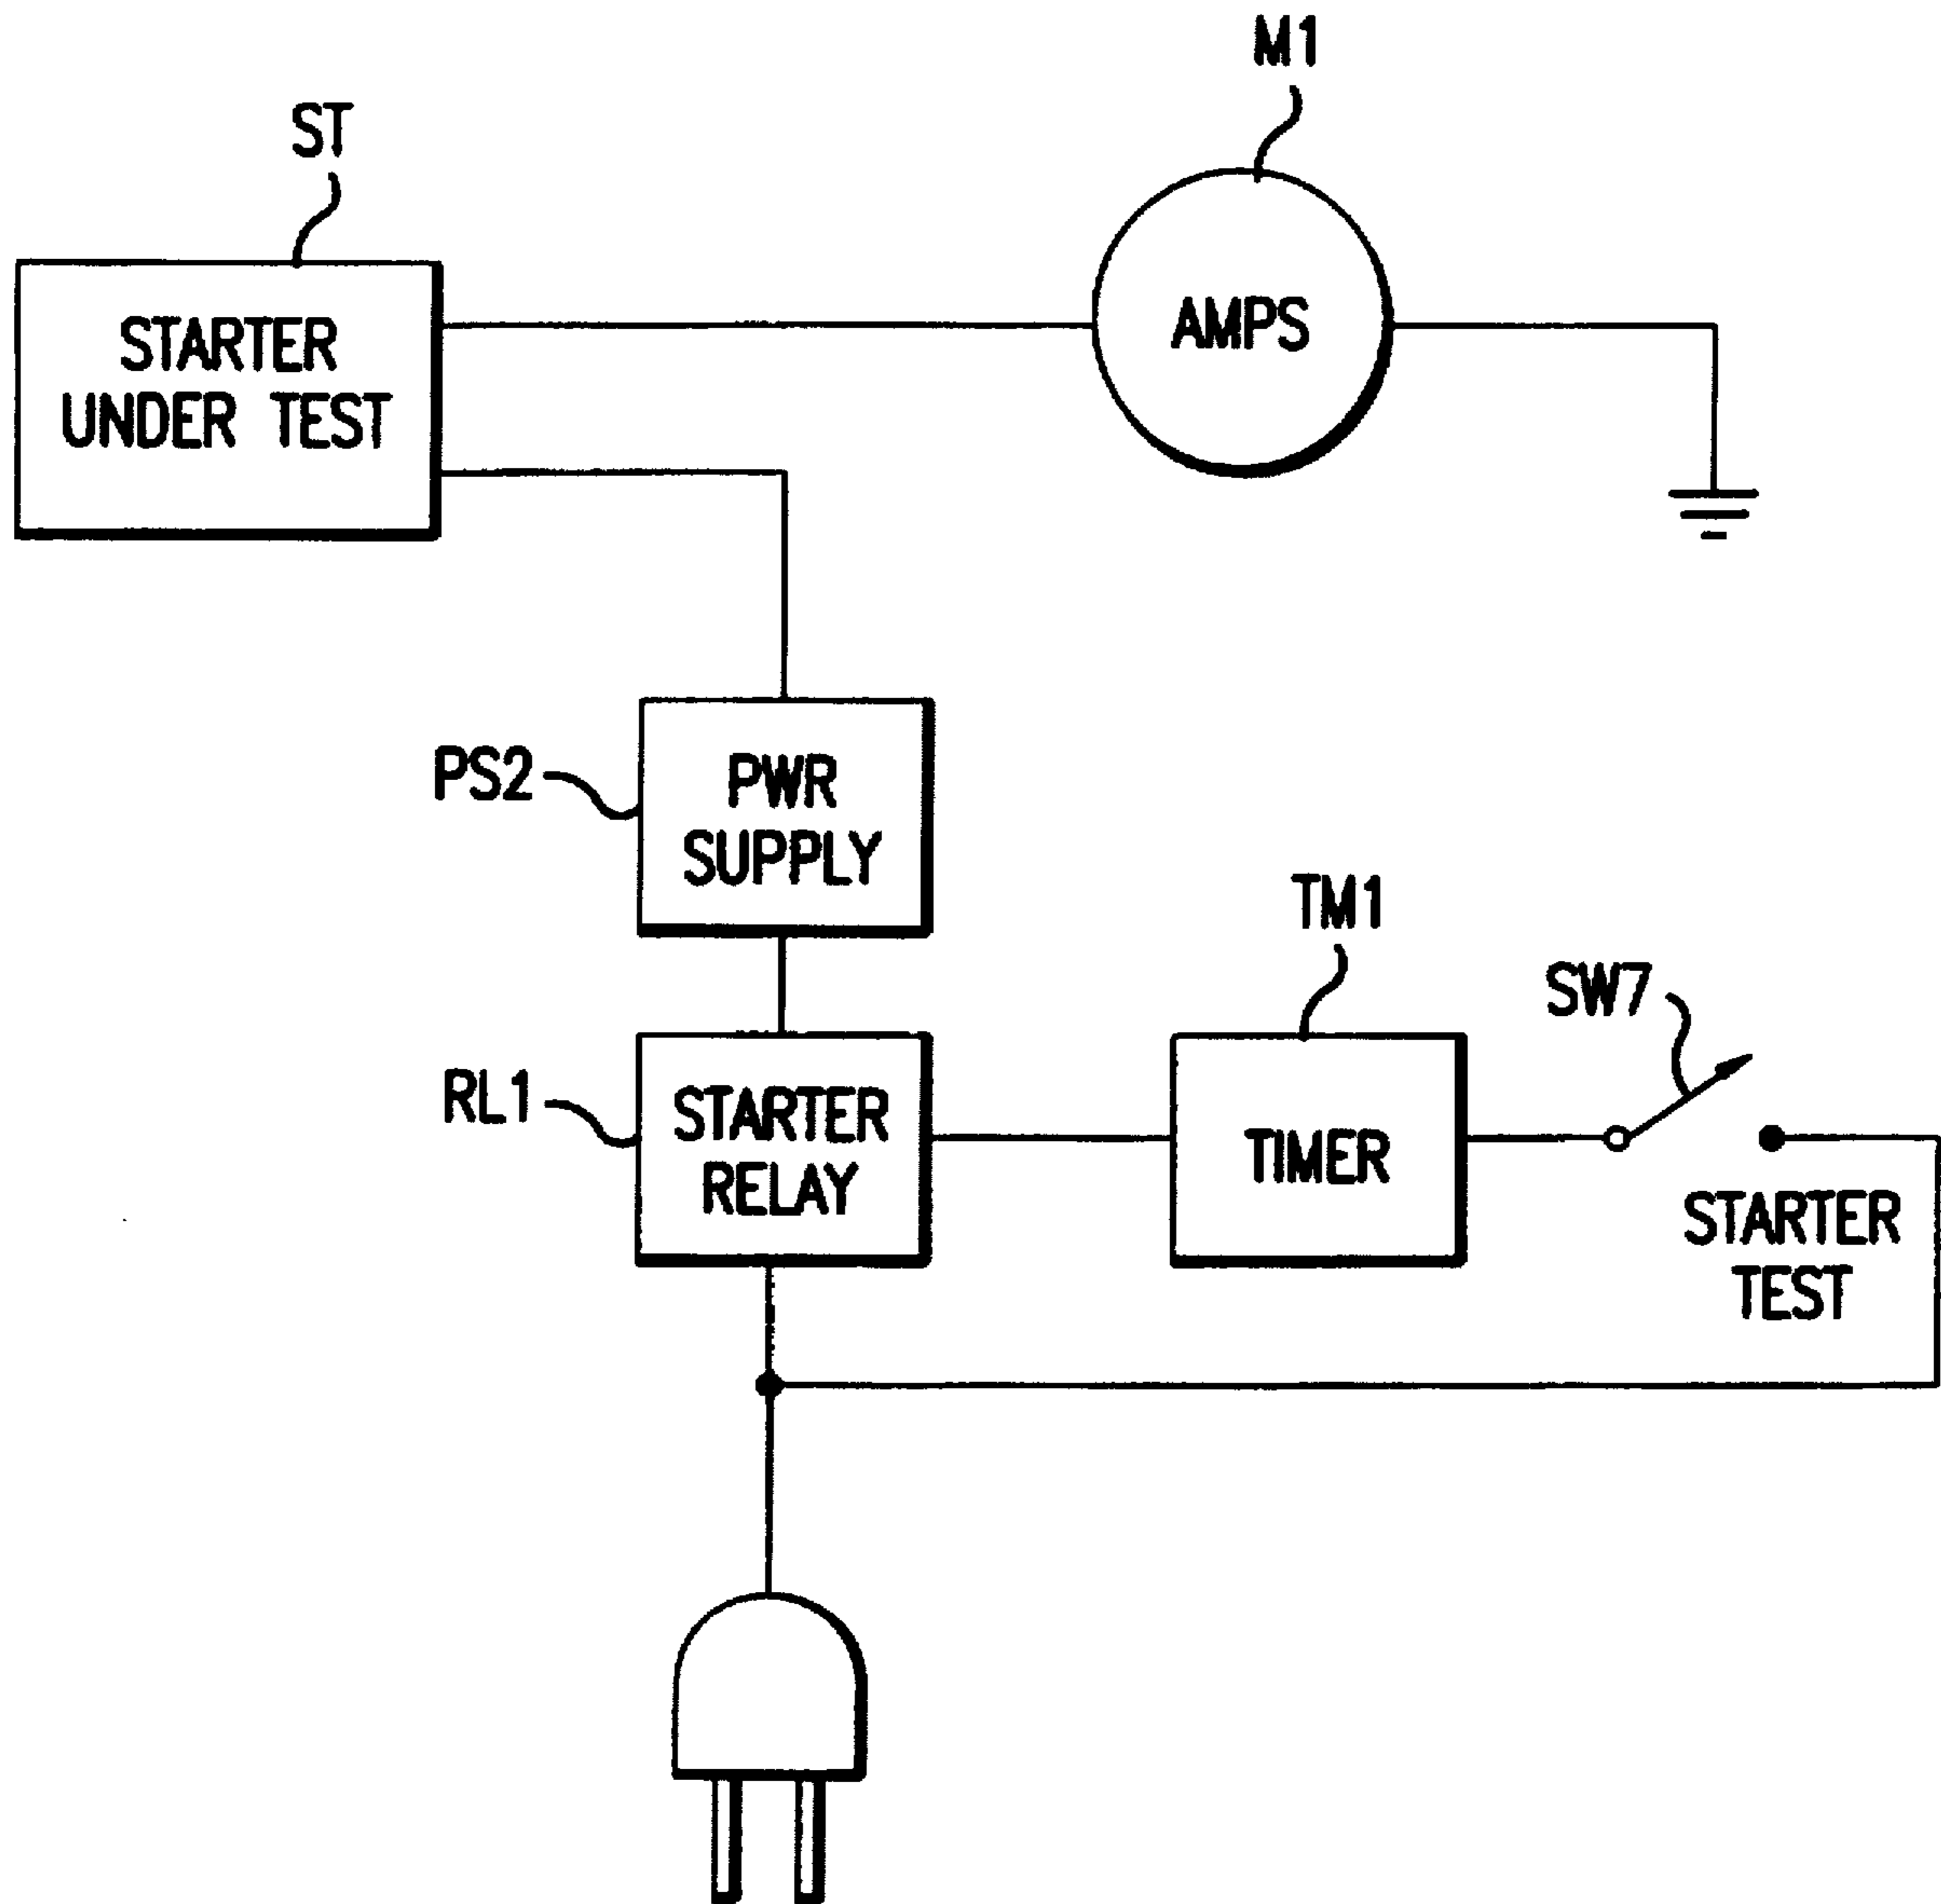 M1
ST
AMPS
STARTER
UNDER TEST
PS2
PWR
SUPPLY
TM1
SW7
RL1
STARTER
RELAY
TIMER
STARTER
TEST